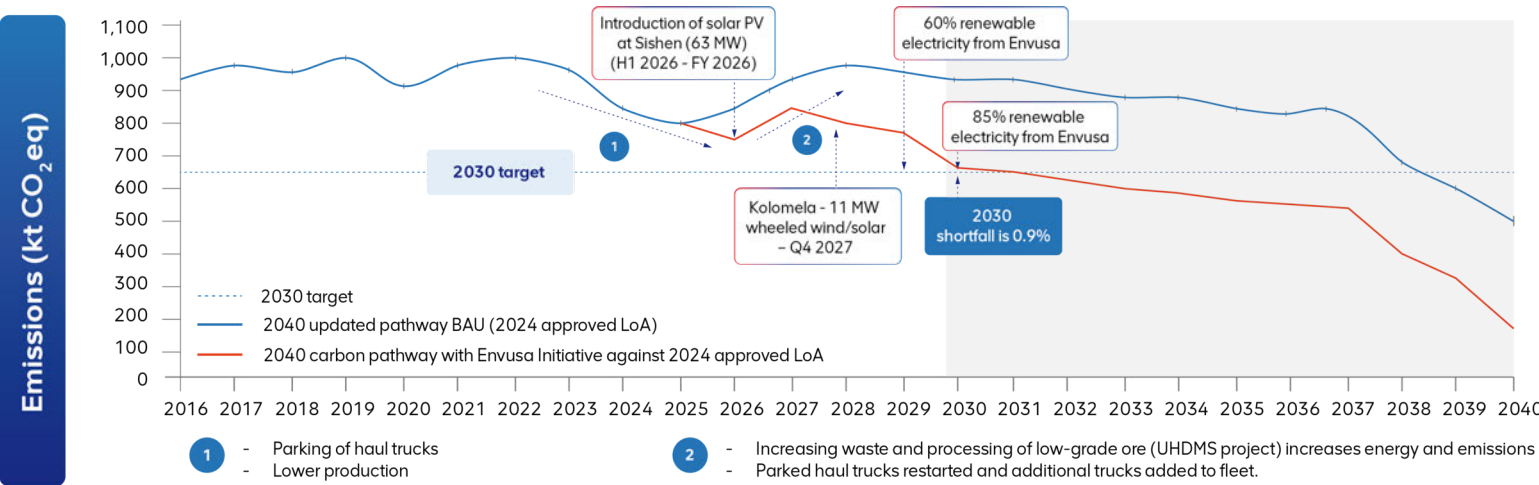 Emissions (kt CO2 eq)
1,100
1,000
900
800
700
600
500
400
300
200
100
0
Introduction of solar PV
at Sishen (63 MW)
(H1 2026 - FY 2026)
60% renewable
electricity from Envusa
85% renewable
electricity from Envusa
1
2
2030 target
Kolomela - 11 MW
wheeled wind/solar
– Q4 2027
2030
shortfall is 0.9%
2030 target
2040 updated pathway BAU (2024 approved LoA)
2040 carbon pathway with Envusa Initiative against 2024 approved LoA
2016 2017 2018 2019 2020 2021 2022 2023 2024 2025 2026 2027 2028 2029 2030 2031 2032 2033 2034 2035 2036 2037 2038 2039 2040
1
- Parking of haul trucks
- Lower production
2
- Increasing waste and processing of low-grade ore (UHDMS project) increases energy and emissions
- Parked haul trucks restarted and additional trucks added to fleet.